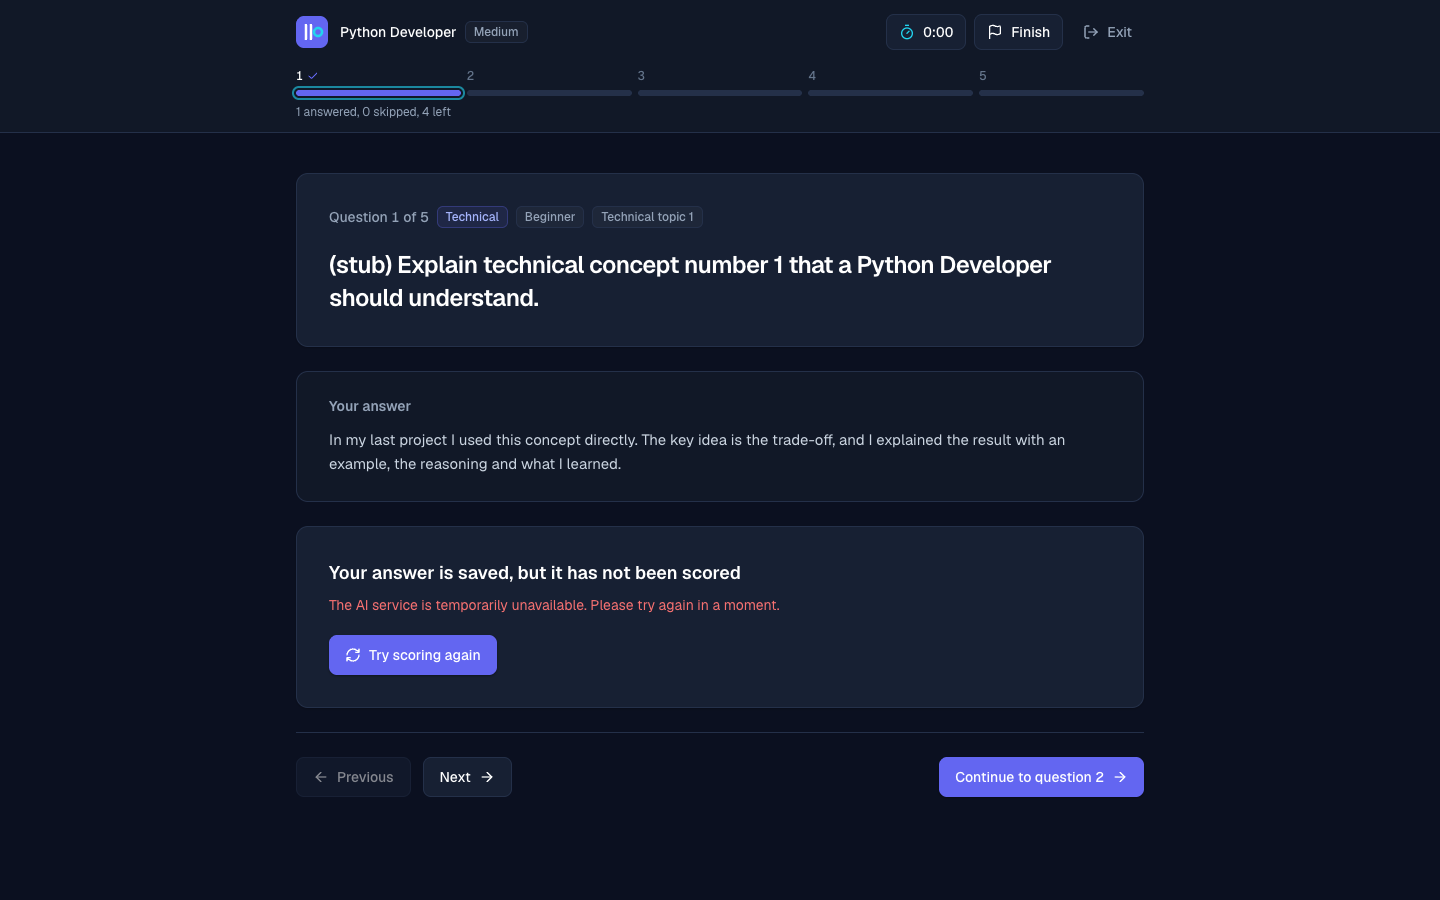 Python Developer Medium 0:00 Finish Exit
1 2 3 4 5
1 answered, 0 skipped, 4 left
Question 1 of 5 Technical Beginner Technical topic 1
(stub) Explain technical concept number 1 that a Python Developer
should understand.
Your answer
In my last project I used this concept directly. The key idea is the trade-off, and I explained the result with an
example, the reasoning and what I learned.
Your answer is saved, but it has not been scored
The AI service is temporarily unavailable. Please try again in a moment.
Try scoring again
Previous Next Continue to question 2